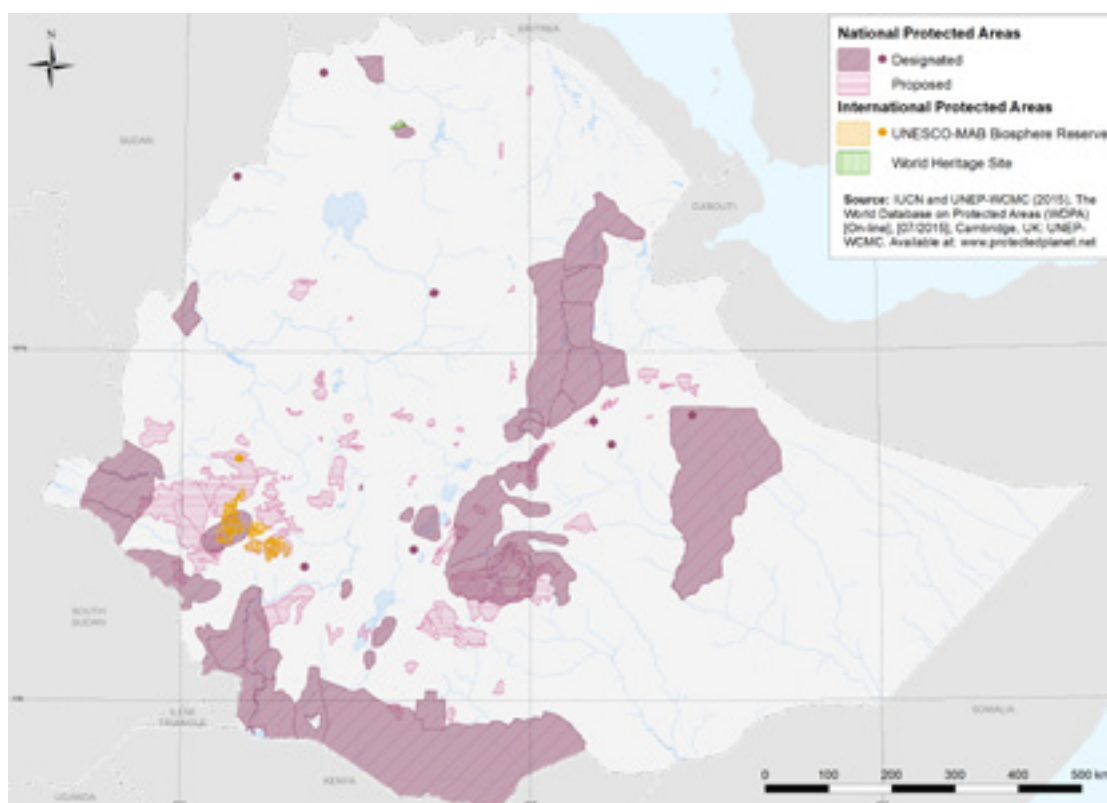 ERITREA
N
National Protected Areas
Designated
Proposed
International Protected Areas
UNESCO-MAB Biosphere Reserve
World Heritage Site
Source: IUCN and UNEP-WCMC (2015), The
World Database on Protected Areas (WDPA)
[On-line], [07/2015], Cambridge, UK: UNEP-
WCMC. Available at: www.protectedplanet.net
SUDAN
DJIBOUTI
SOUTH
SUDAN
ILEMI
TRIANGLE
SOMALIA
KENYA
UGANDA
0 100 200 300 400 500 km